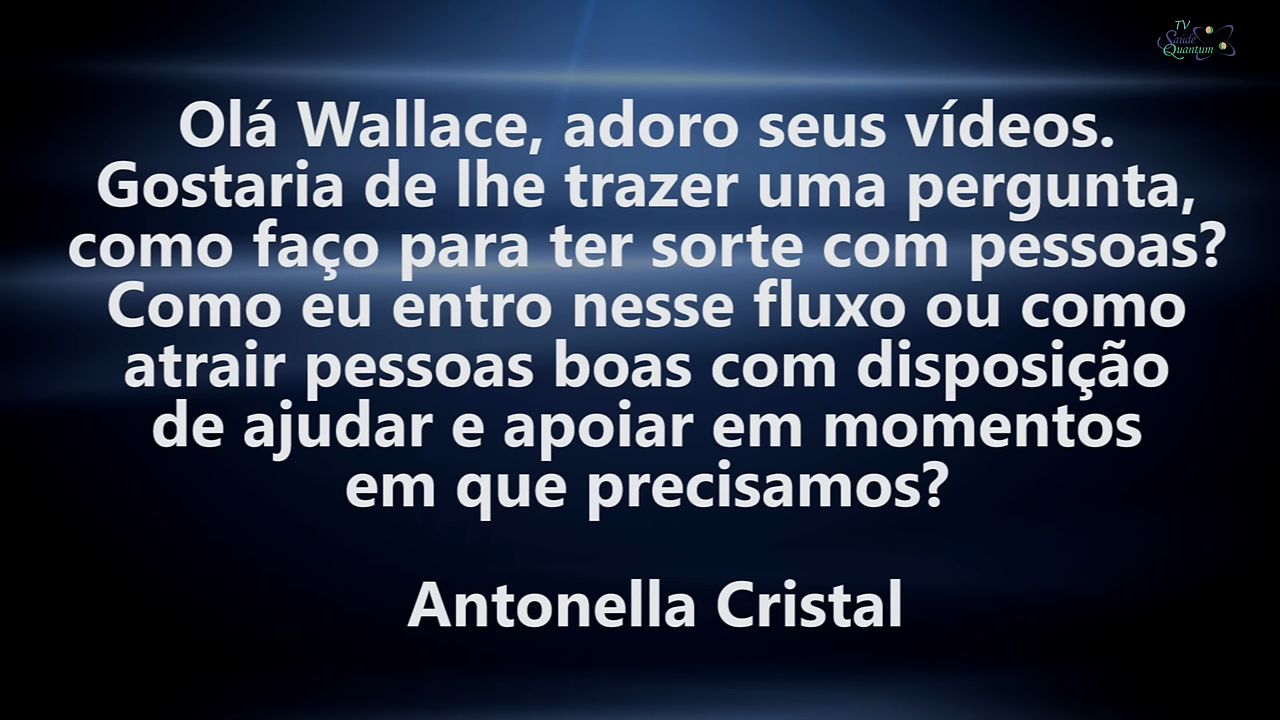 TV
Saúde
Quantum
Olá Wallace, adoro seus vídeos.
Gostaria de lhe trazer uma pergunta,
como faço para ter sorte com pessoas?
Como eu entro nesse fluxo ou como
atrair pessoas boas com disposição
de ajudar e apoiar em momentos
em que precisamos?
Antonella Cristal